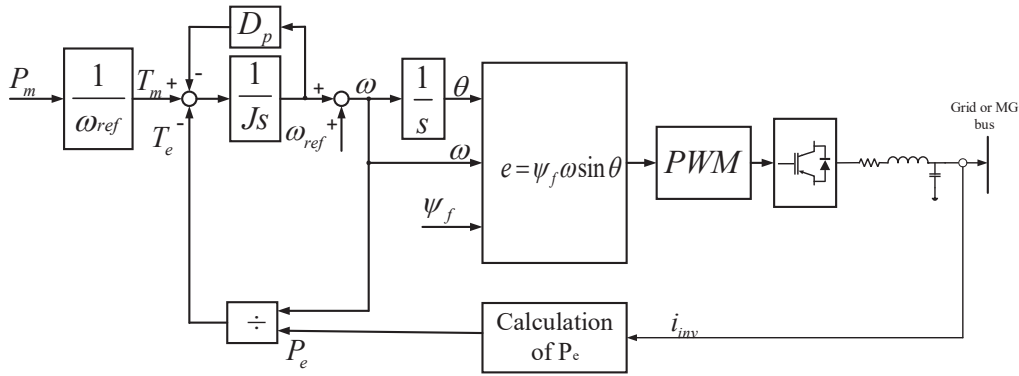 D_p
P_m
1
ω_ref
T_m
+
-
T_e
-
1
Js
+
ω_ref
+
ω
1
s
θ
ω
ψ_f
e = ψ_f ω sin θ
PWM
Grid or MG
bus
÷
P_e
Calculation
of P_e
i_inv